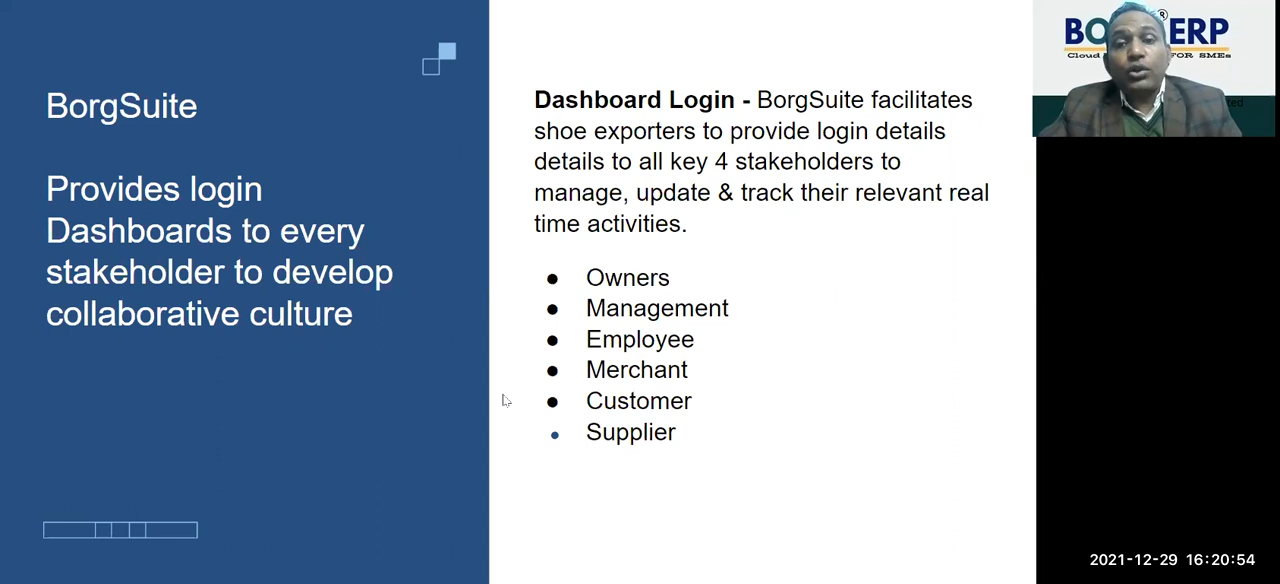 BorgSuite
Provides login
Dashboards to every
stakeholder to develop
collaborative culture
Dashboard Login - BorgSuite facilitates
shoe exporters to provide login details
details to all key 4 stakeholders to
manage, update & track their relevant real
time activities.
● Owners
● Management
● Employee
● Merchant
● Customer
• Supplier
ERP
®
Cloud
FOR SMEs
2021-12-29 16:20:54